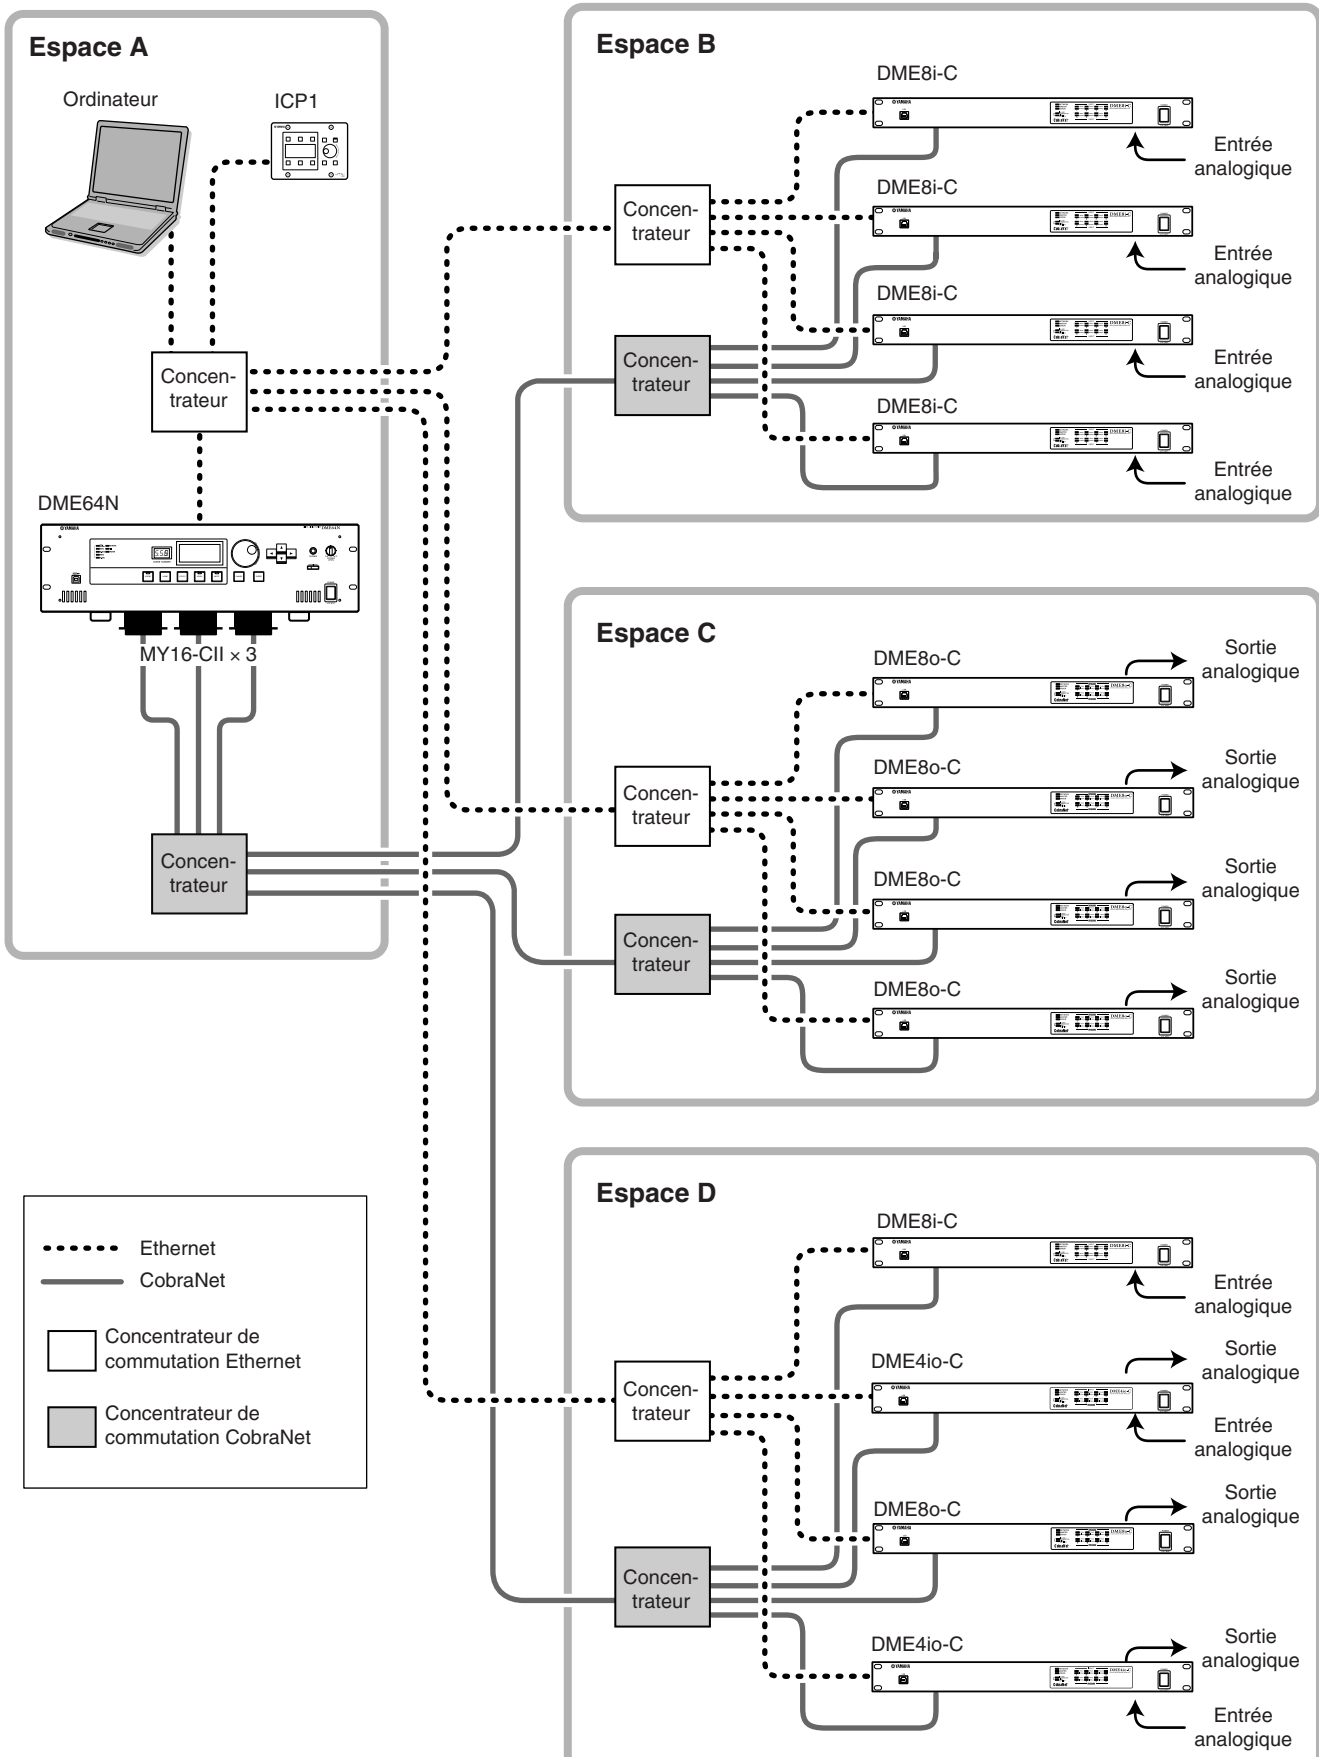 Espace A
Ordinateur
ICP1
Concen-
trateur
DME64N
YAMAHA
MY16-CII × 3
Concen-
trateur
Espace B
DME8i-C
Entrée
analogique
Concen-
trateur
DME8i-C
Entrée
analogique
DME8i-C
Concen-
trateur
Entrée
analogique
DME8i-C
Entrée
analogique
Espace C
DME8o-C
Sortie
analogique
Concen-
trateur
DME8o-C
Sortie
analogique
DME8o-C
Sortie
analogique
Concen-
trateur
DME8o-C
Sortie
analogique
Espace D
DME8i-C
Entrée
analogique
Concen-
trateur
DME4io-C
Sortie
analogique
Entrée
analogique
DME8o-C
Sortie
analogique
Concen-
trateur
DME4io-C
Sortie
analogique
Entrée
analogique
Ethernet
CobraNet
Concentrateur de
commutation Ethernet
Concentrateur de
commutation CobraNet